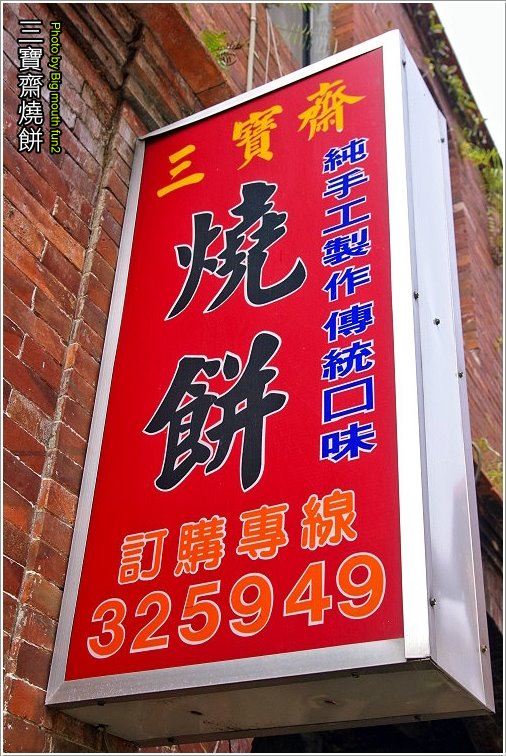 三寶齋
燒餅
純手工製作傳統口味
訂購專線
325949
三寶齋燒餅
Photo by Big mouth fun2